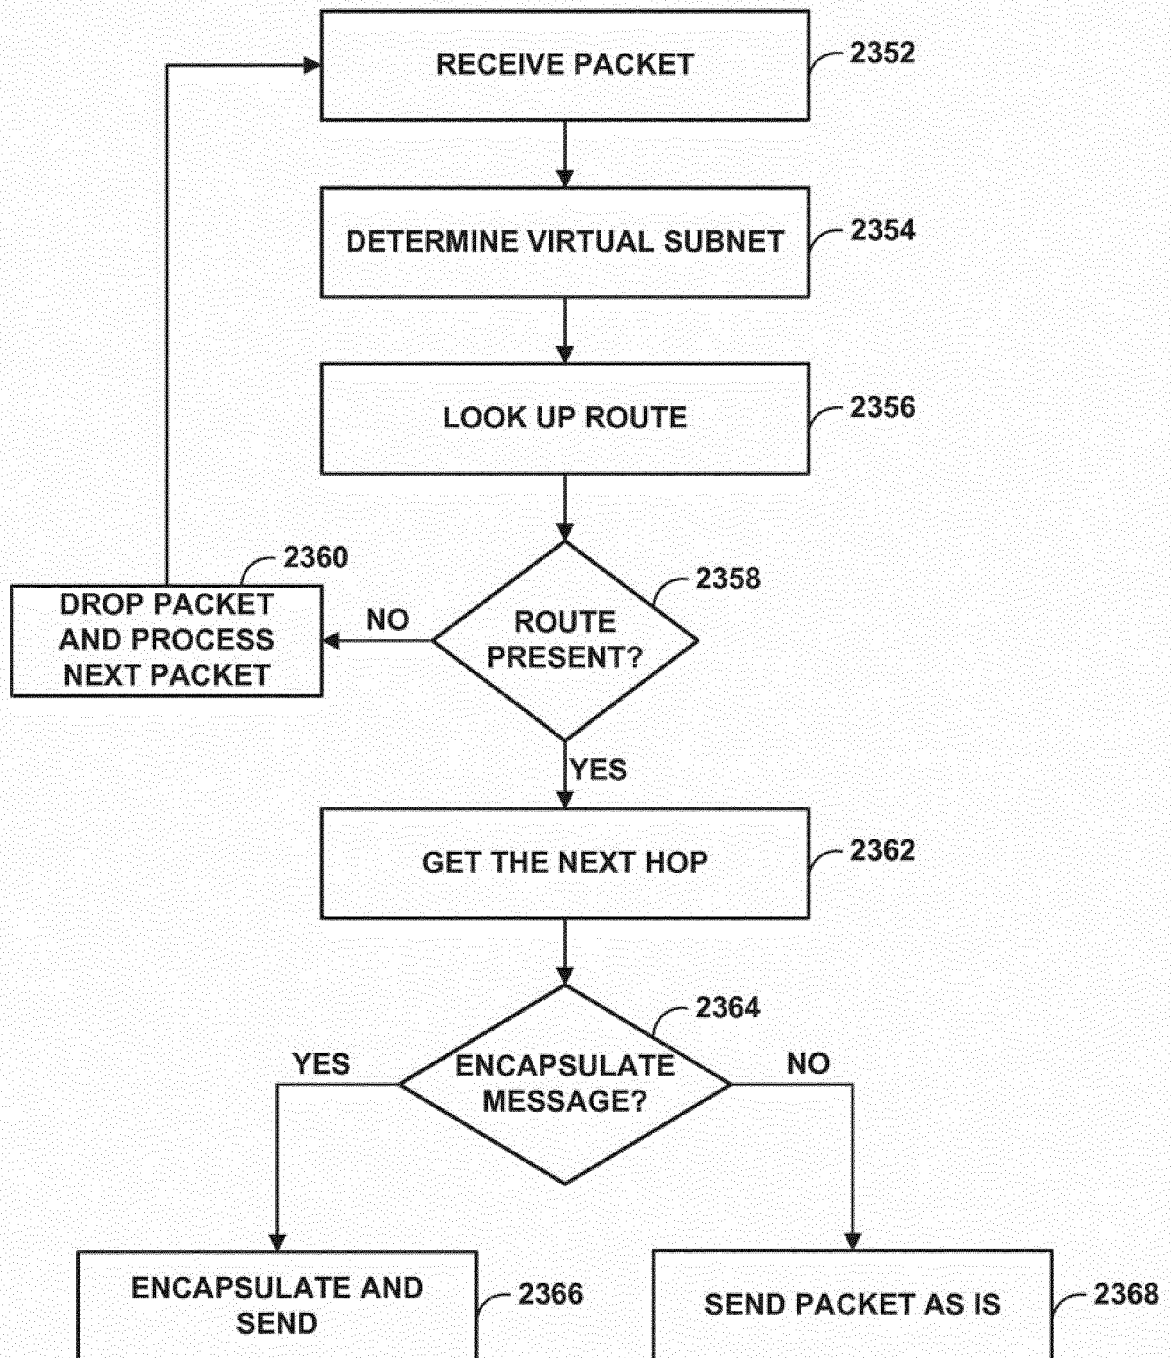 RECEIVE PACKET
2352
DETERMINE VIRTUAL SUBNET
2354
LOOK UP ROUTE
2356
2360
DROP PACKET
AND PROCESS
NEXT PACKET
NO
ROUTE
PRESENT?
2358
YES
GET THE NEXT HOP
2362
2364
YES
ENCAPSULATE
MESSAGE?
NO
ENCAPSULATE AND
SEND
2366
SEND PACKET AS IS
2368